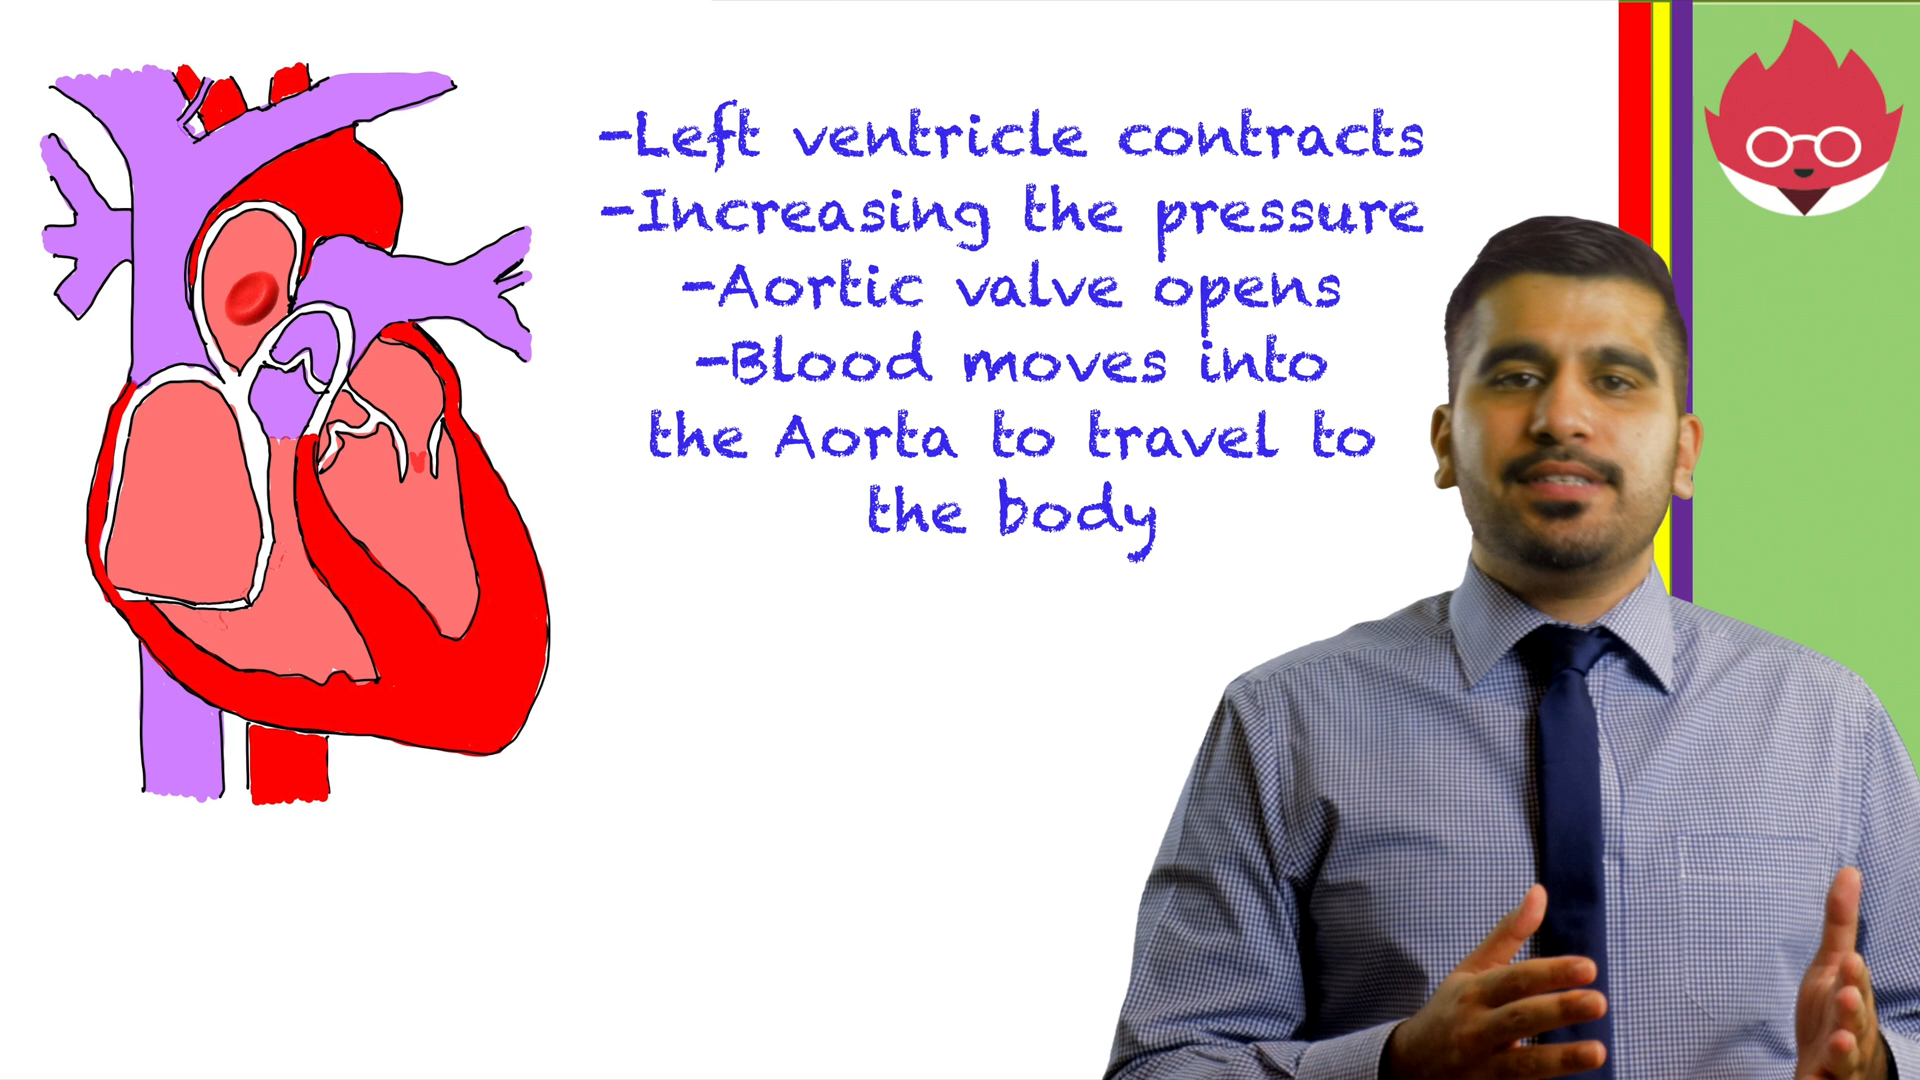 -Left ventricle contracts
-Increasing the pressure
-Aortic valve opens
-Blood moves into
the Aorta to travel to
the body